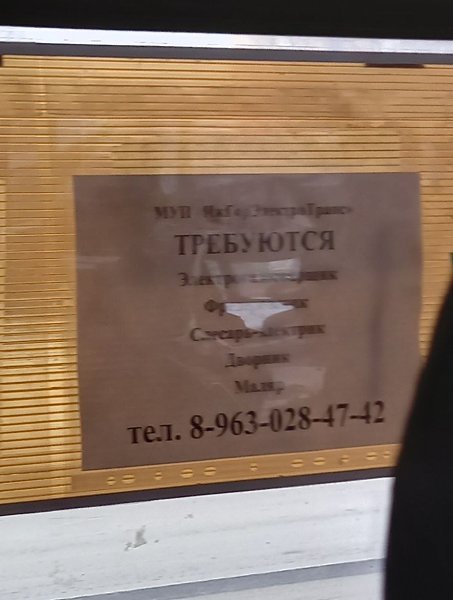 МУП
ТРЕБУЮТСЯ
Слесарь-электрик
Дворник
Маляр
тел. 8-963-028-47-42